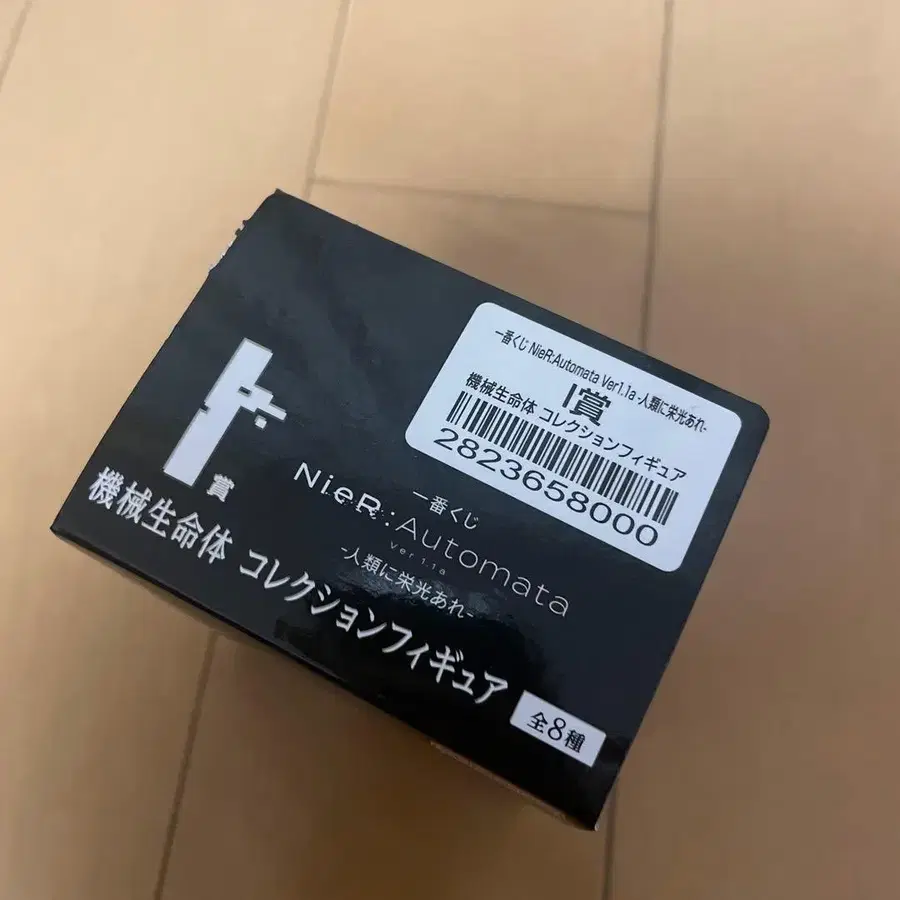 一番くじ NieR:Automata Ver1.1a -人類に栄光あれ-
I賞
機械生命体 コレクションフィギュア
2823658000
I賞
一番くじ
NieR:Automata
Ver 1.1a
-人類に栄光あれ-
機械生命体 コレクションフィギュア
全8種